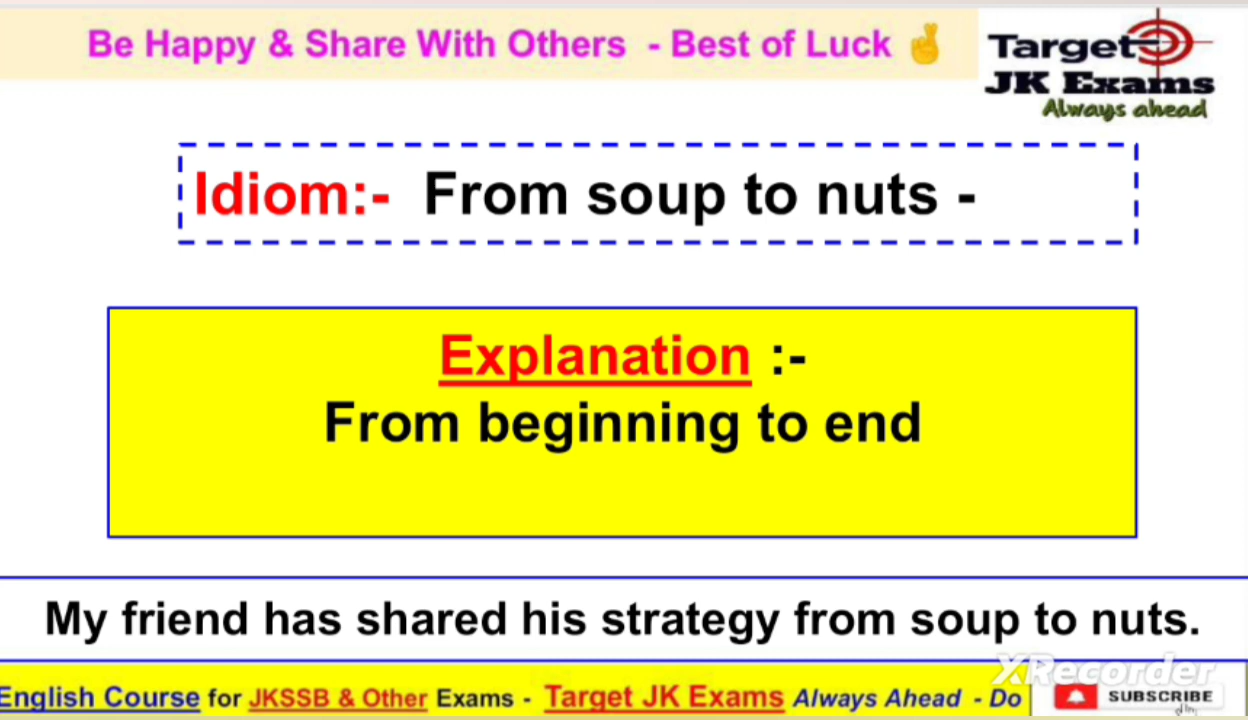 Be Happy & Share With Others - Best of Luck
Target
JK Exams
Always ahead
Idiom:- From soup to nuts -
Explanation :-
From beginning to end
My friend has shared his strategy from soup to nuts.
XRecorder
English Course for JKSSB & Other Exams - Target JK Exams Always Ahead - Do
SUBSCRIBE